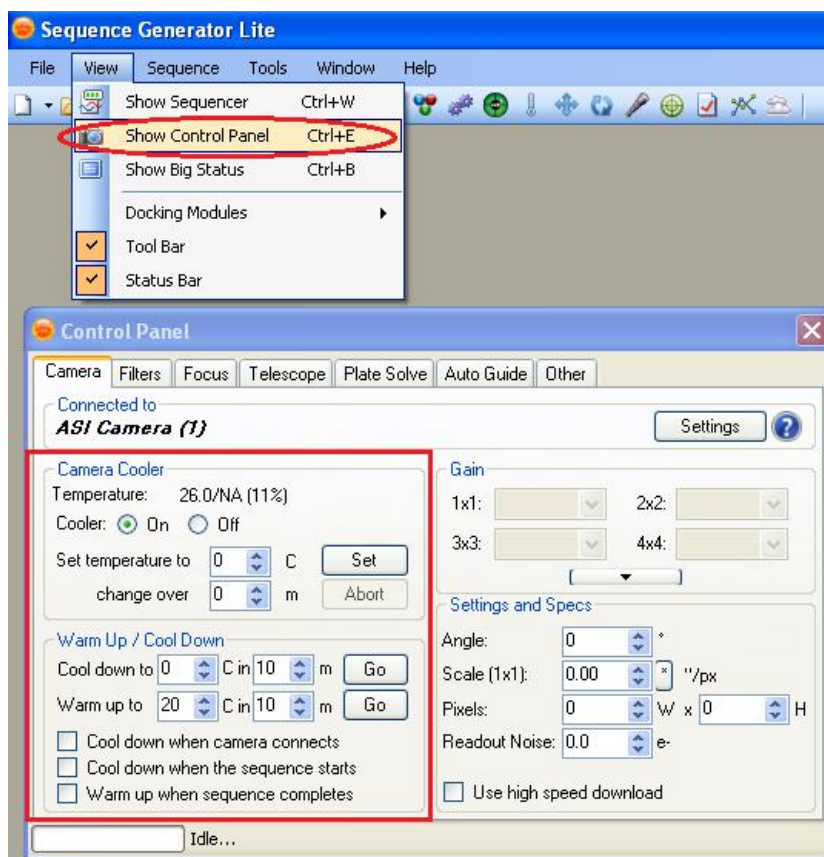 Sequence Generator Lite
File View Sequence Tools Window Help
Show Sequencer Ctrl+W
Show Control Panel Ctrl+E
Show Big Status Ctrl+B
Docking Modules
Tool Bar
Status Bar
Control Panel
Camera Filters Focus Telescope Plate Solve Auto Guide Other
Connected to
ASI Camera (1)
Settings
Camera Cooler
Temperature: 26.0/NA (11%)
Cooler: On Off
Set temperature to 0 C Set
change over 0 m Abort
Warm Up / Cool Down
Cool down to 0 C in 10 m Go
Warm up to 20 C in 10 m Go
Cool down when camera connects
Cool down when the sequence starts
Warm up when sequence completes
Gain
1x1: 2x2:
3x3: 4x4:
Settings and Specs
Angle: 0 °
Scale (1x1): 0.00 * "/px
Pixels: 0 W x 0 H
Readout Noise: 0.0 e-
Use high speed download
Idle...